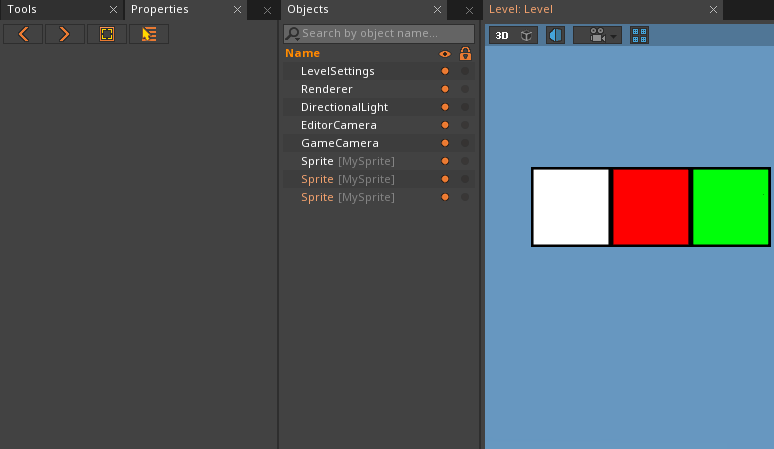 Tools
Properties
Objects
Level: Level
Search by object name...
3D
Name
LevelSettings
Renderer
DirectionalLight
EditorCamera
GameCamera
Sprite [MySprite]
Sprite [MySprite]
Sprite [MySprite]